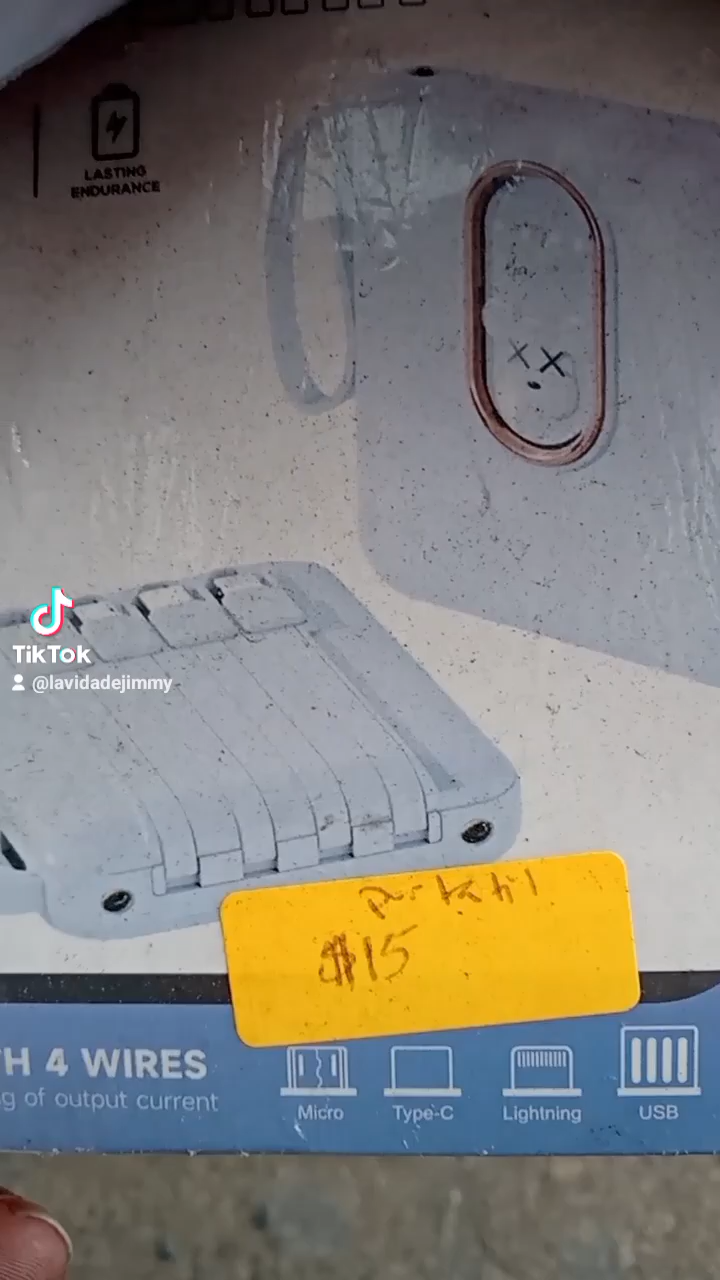 LASTING
ENDURANCE
TikTok
@lavidadejimmy
$15
H 4 WIRES
g of output current
Micro
Type-C
Lightning
USB